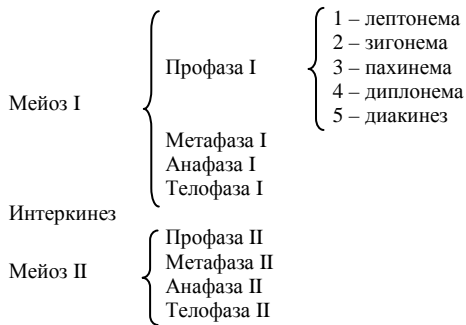 1 – лептонема
2 – зигонема
Профаза I
3 – пахинема
4 – диплонема
Мейоз I
5 – диакинез
Метафаза I
Анафаза I
Телофаза I
Интеркинез
Профаза II
Мейоз II
Метафаза II
Анафаза II
Телофаза II